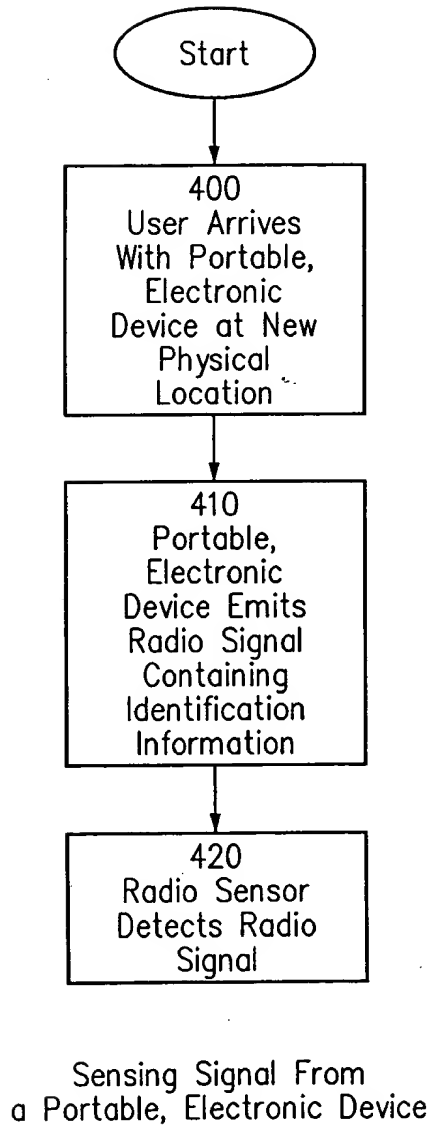 Start
400
User Arrives
With Portable,
Electronic
Device at New
Physical
Location
410
Portable,
Electronic
Device Emits
Radio Signal
Containing
Identification
Information
420
Radio Sensor
Detects Radio
Signal
Sensing Signal From
a Portable, Electronic Device